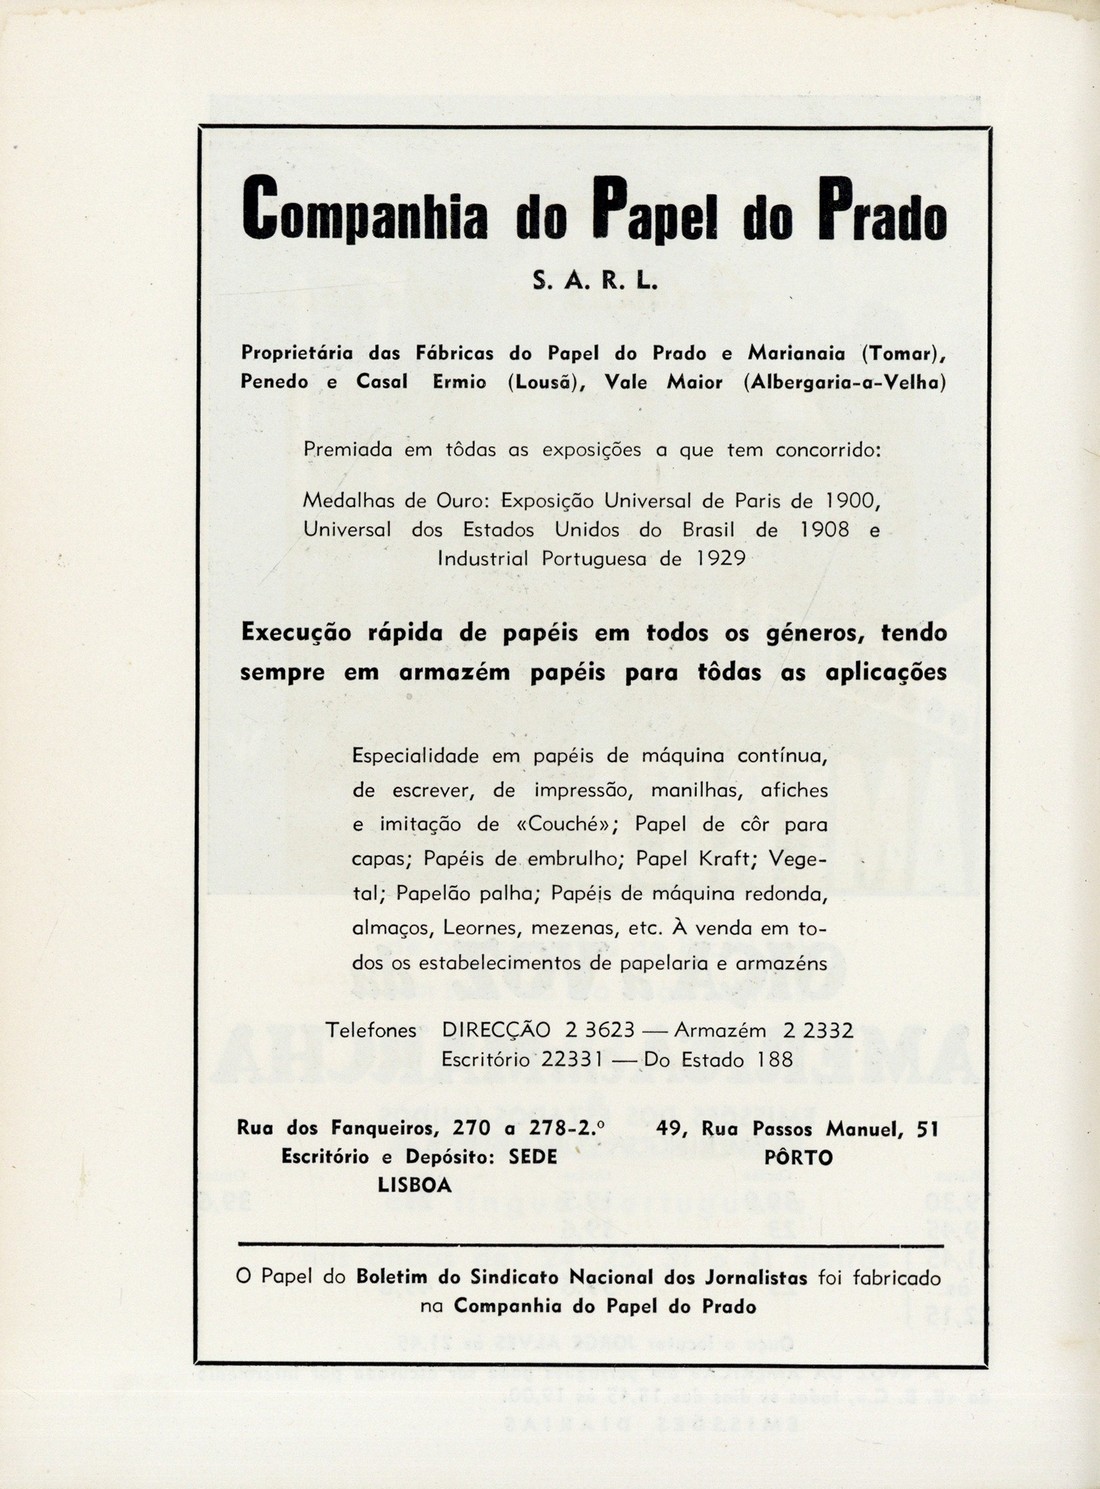 Companhia do Papel do Prado
S. A. R. L.
Proprietária das Fábricas do Papel do Prado e Marianaia (Tomar),
Penedo e Casal Ermio (Lousã), Vale Maior (Albergaria-a-Velha)
Premiada em tôdas as exposições a que tem concorrido:
Medalhas de Ouro: Exposição Universal de Paris de 1900,
Universal dos Estados Unidos do Brasil de 1908 e
Industrial Portuguesa de 1929
Execução rápida de papéis em todos os géneros, tendo
sempre em armazém papéis para tôdas as aplicações
Especialidade em papéis de máquina contínua,
de escrever, de impressão, manilhas, afiches
e imitação de «Couché»; Papel de côr para
capas; Papéis de embrulho; Papel Kraft; Vege-
tal; Papelão palha; Papéis de máquina redonda,
almaços, Leornes, mezenas, etc. À venda em to-
dos os estabelecimentos de papelaria e armazéns
Telefones DIRECÇÃO 2 3623 — Armazém 2 2332
Escritório 22331 — Do Estado 188
Rua dos Fanqueiros, 270 a 278-2.º
Escritório e Depósito: SEDE
LISBOA
49, Rua Passos Manuel, 51
PÔRTO
O Papel do Boletim do Sindicato Nacional dos Jornalistas foi fabricado
na Companhia do Papel do Prado